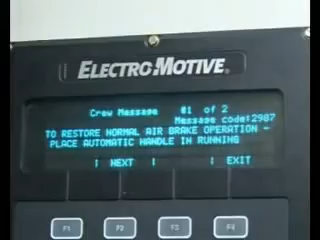 ELECTRO-MOTIVE®
Crew Message #1 of 2
Message code:2987
TO RESTORE NORMAL AIR BRAKE OPERATION -
PLACE AUTOMATIC HANDLE IN RUNNING
| NEXT | | EXIT
F1 F2 F3 F4